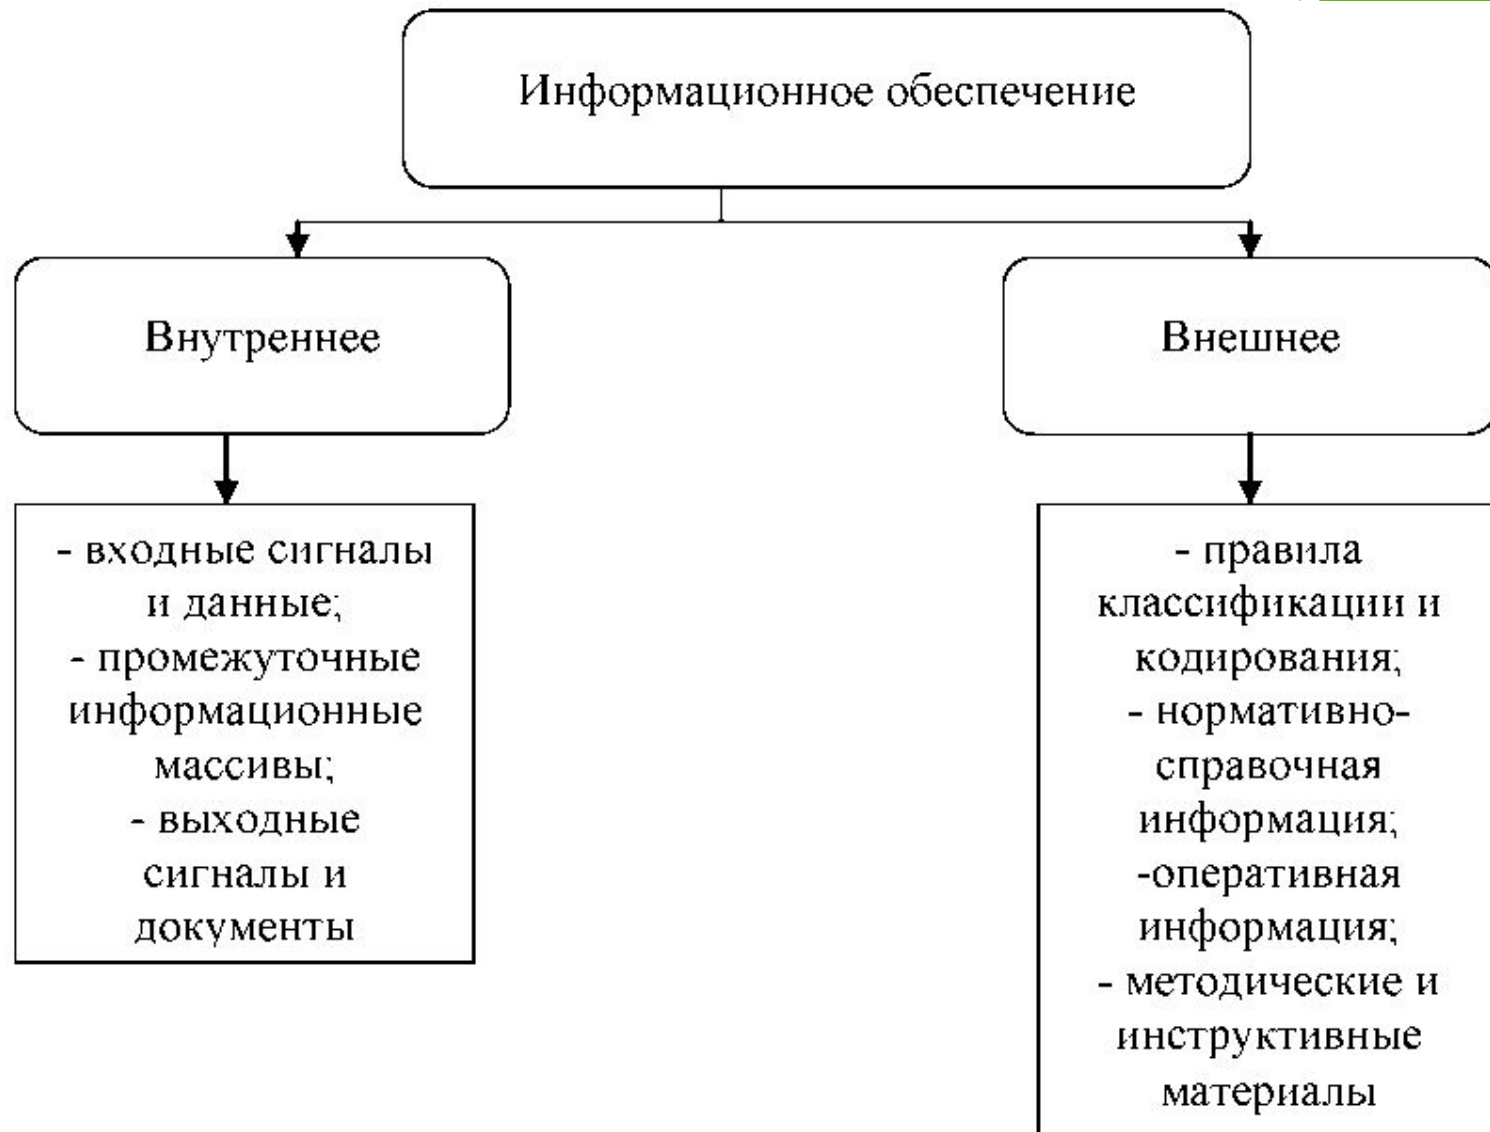 Информационное обеспечение
Внутреннее
Внешнее
- входные сигналы
и данные;
- промежуточные
информационные
массивы;
- выходные
сигналы и
документы
- правила
классификации и
кодирования;
- нормативно-
справочная
информация;
-оперативная
информация;
- методические и
инструктивные
материалы